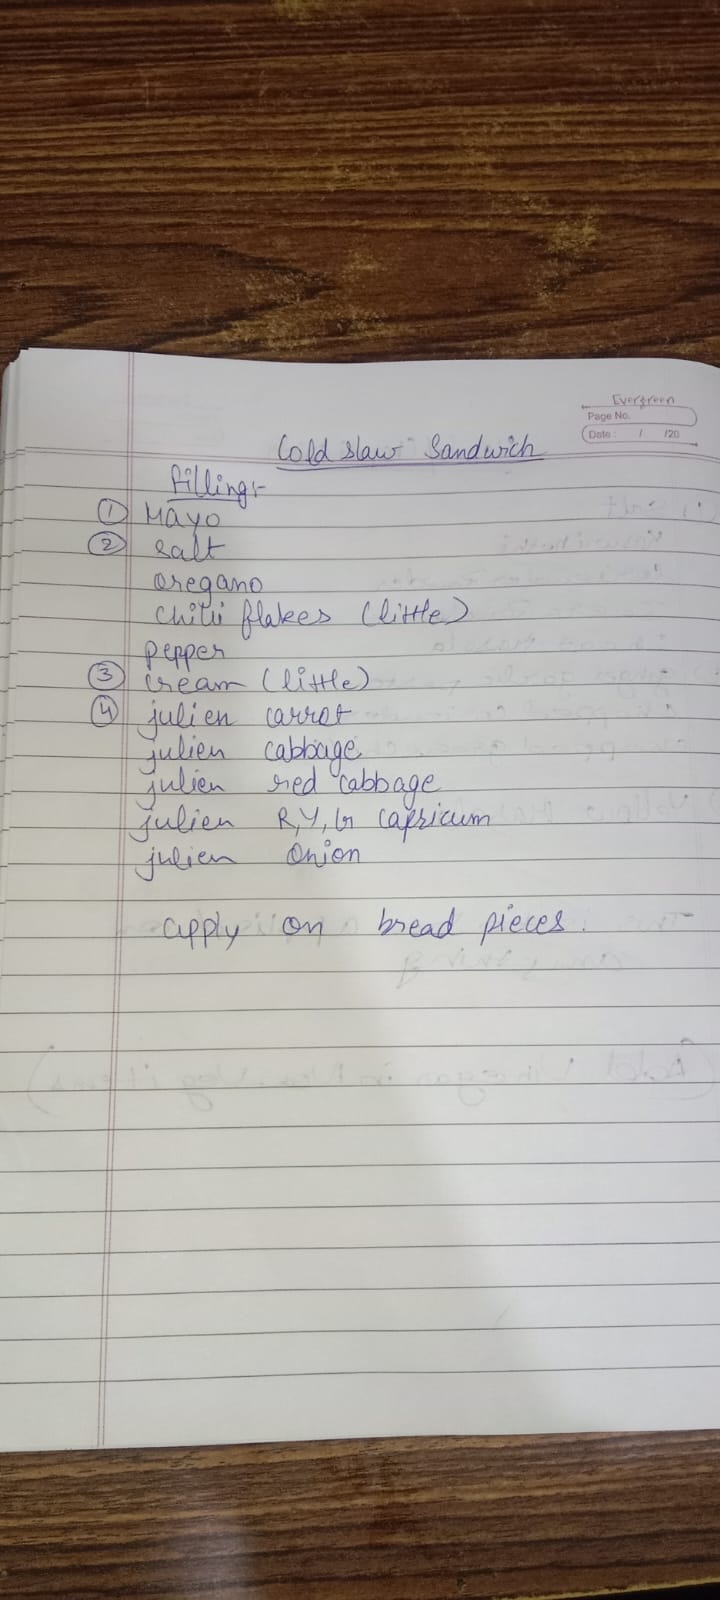 Evergreen
Page No.
Date : / /20
Cold slaw Sandwich
filling:-
① Mayo
② salt
oregano
chilli flakes (little)
pepper
③ cream (little)
④ julien carrot
julien cabbage
julien red cabbage
julien R, Y, G capricum
julien Onion
apply on bread pieces.